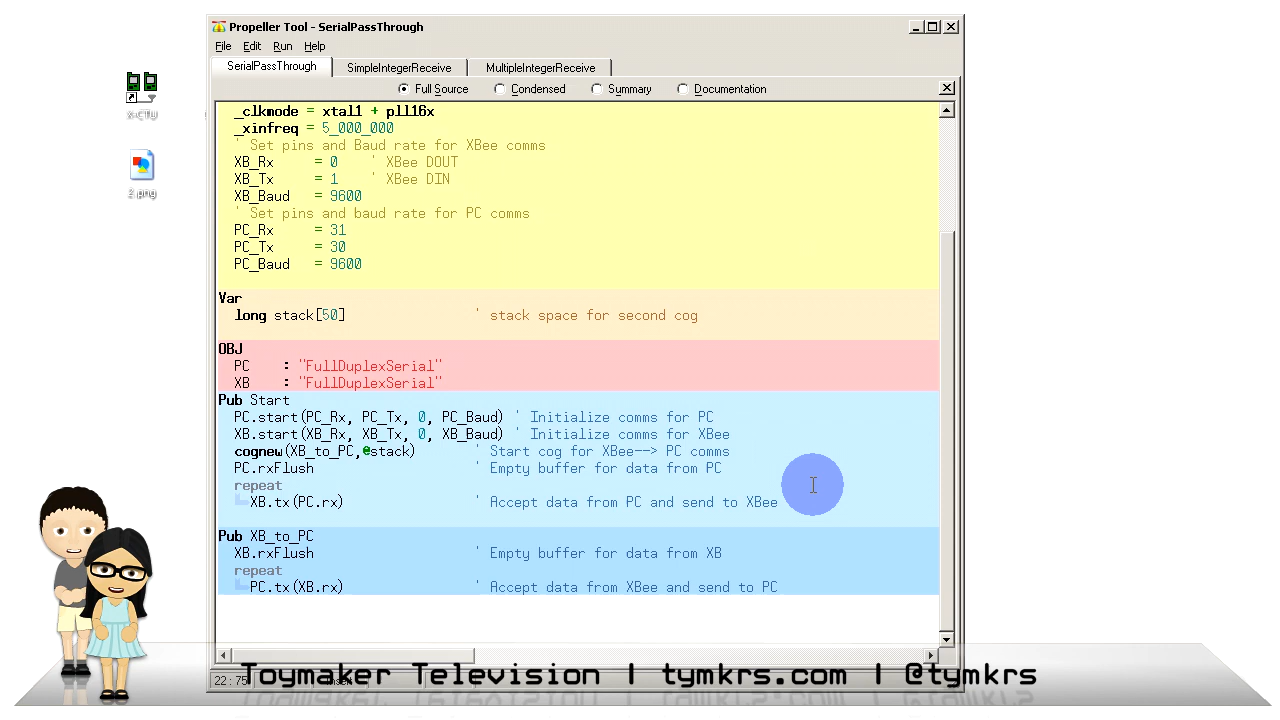 Propeller Tool - SerialPassThrough
File Edit Run Help
SerialPassThrough SimpleIntegerReceive MultipleIntegerReceive
Full Source Condensed Summary Documentation
_clkmode = xtal1 + pll16x
_xinfreq = 5_000_000
' Set pins and Baud rate for XBee comms
XB_Rx = 0 ' XBee DOUT
XB_Tx = 1 ' XBee DIN
XB_Baud = 9600
' Set pins and baud rate for PC comms
PC_Rx = 31
PC_Tx = 30
PC_Baud = 9600
Var
long stack[50] ' stack space for second cog
OBJ
PC : "FullDuplexSerial"
XB : "FullDuplexSerial"
Pub Start
PC.start(PC_Rx, PC_Tx, 0, PC_Baud) ' Initialize comms for PC
XB.start(XB_Rx, XB_Tx, 0, XB_Baud) ' Initialize comms for XBee
cognew(XB_to_PC,@stack) ' Start cog for XBee--> PC comms
PC.rxFlush ' Empty buffer for data from PC
repeat
XB.tx(PC.rx) ' Accept data from PC and send to XBee
Pub XB_to_PC
XB.rxFlush ' Empty buffer for data from XB
repeat
PC.tx(XB.rx) ' Accept data from XBee and send to PC
X-CTU
2.png
22 : 75 Insert
Toymaker Television | tymkrs.com | @tymkrs